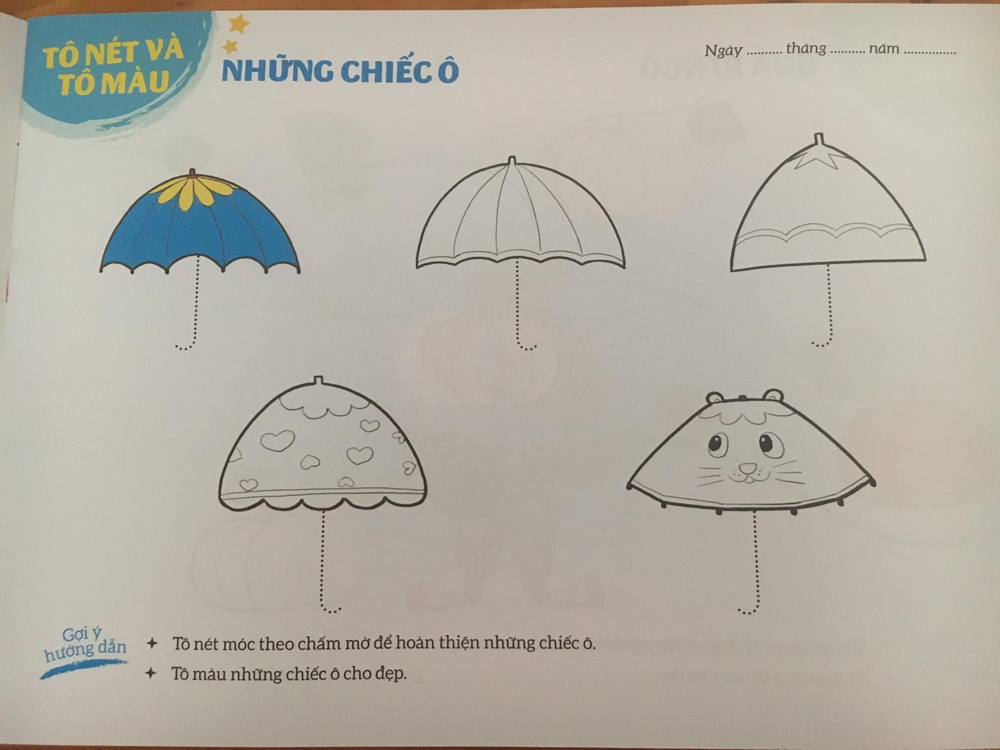 TÔ NÉT VÀ
TÔ MÀU
NHỮNG CHIẾC Ô
Ngày .......... tháng .......... năm ...............
Gợi ý
hướng dẫn
Tô nét móc theo chấm mờ để hoàn thiện những chiếc ô.
Tô màu những chiếc ô cho đẹp.